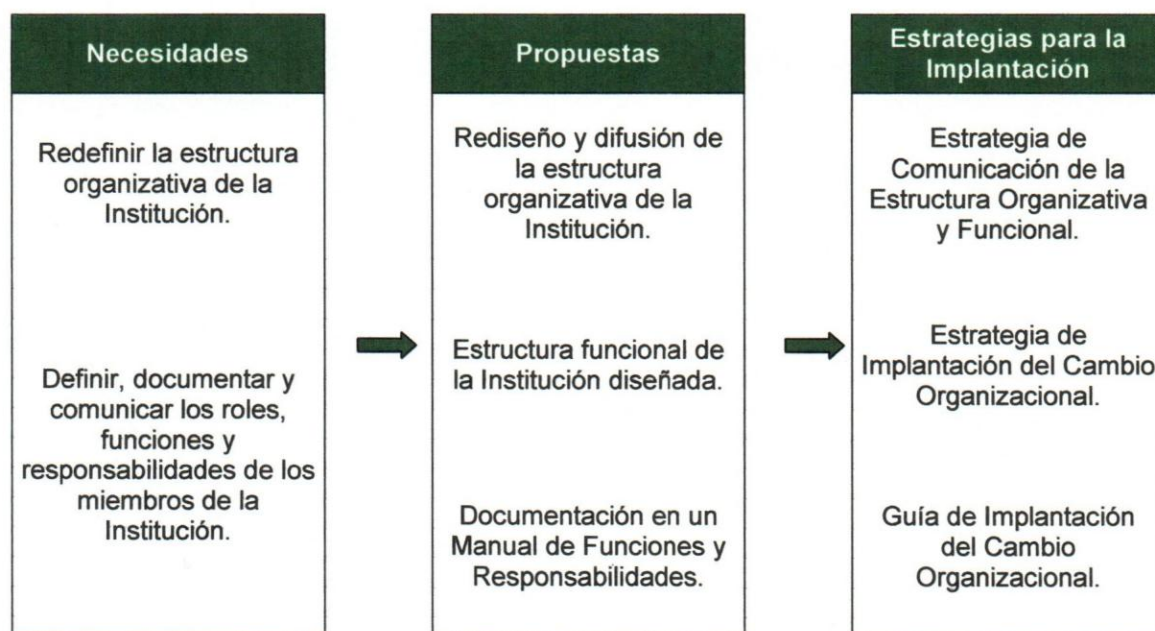 Necesidades
Redefinir la estructura
organizativa de la
Institución.
Definir, documentar y
comunicar los roles,
funciones y
responsabilidades de los
miembros de la
Institución.
Propuestas
Rediseño y difusión de
la estructura
organizativa de la
Institución.
Estructura funcional de
la Institución diseñada.
Documentación en un
Manual de Funciones y
Responsabilidades.
Estrategias para la
Implantación
Estrategia de
Comunicación de la
Estructura Organizativa
y Funcional.
Estrategia de
Implantación del Cambio
Organizacional.
Guía de Implantación
del Cambio
Organizacional.